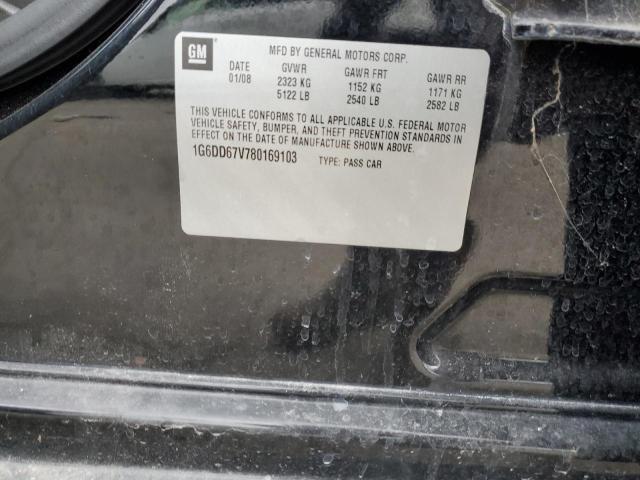 GM
MFD BY GENERAL MOTORS CORP.
DATE GVWR GAWR FRT GAWR RR
01/08 2323 KG 1152 KG 1171 KG
5122 LB 2540 LB 2582 LB
THIS VEHICLE CONFORMS TO ALL APPLICABLE U.S. FEDERAL MOTOR
VEHICLE SAFETY, BUMPER, AND THEFT PREVENTION STANDARDS IN
EFFECT ON THE DATE OF MANUFACTURE SHOWN ABOVE.
1G6DD67V780169103 TYPE: PASS CAR